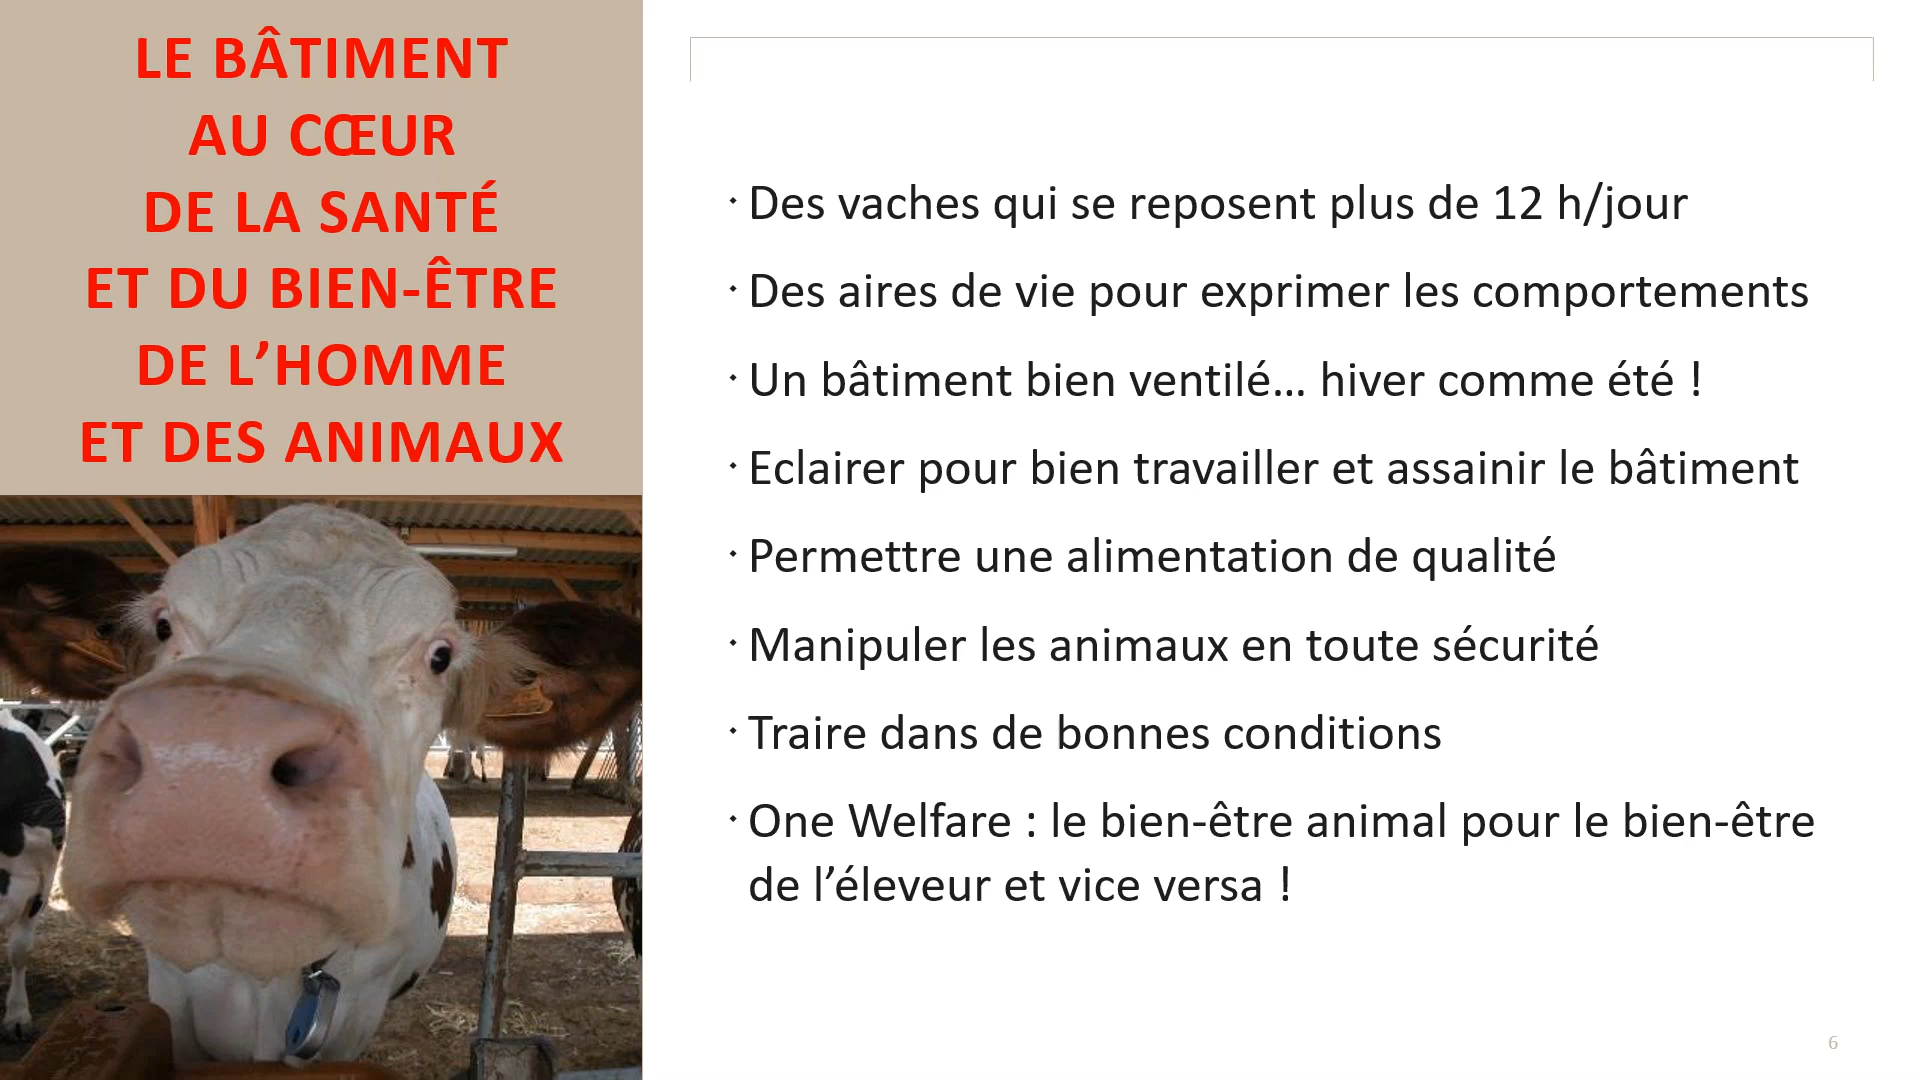 LE BÂTIMENT
AU CŒUR
DE LA SANTÉ
ET DU BIEN-ÊTRE
DE L’HOMME
ET DES ANIMAUX
· Des vaches qui se reposent plus de 12 h/jour
· Des aires de vie pour exprimer les comportements
· Un bâtiment bien ventilé… hiver comme été !
· Eclairer pour bien travailler et assainir le bâtiment
· Permettre une alimentation de qualité
· Manipuler les animaux en toute sécurité
· Traire dans de bonnes conditions
· One Welfare : le bien-être animal pour le bien-être
de l’éleveur et vice versa !
6